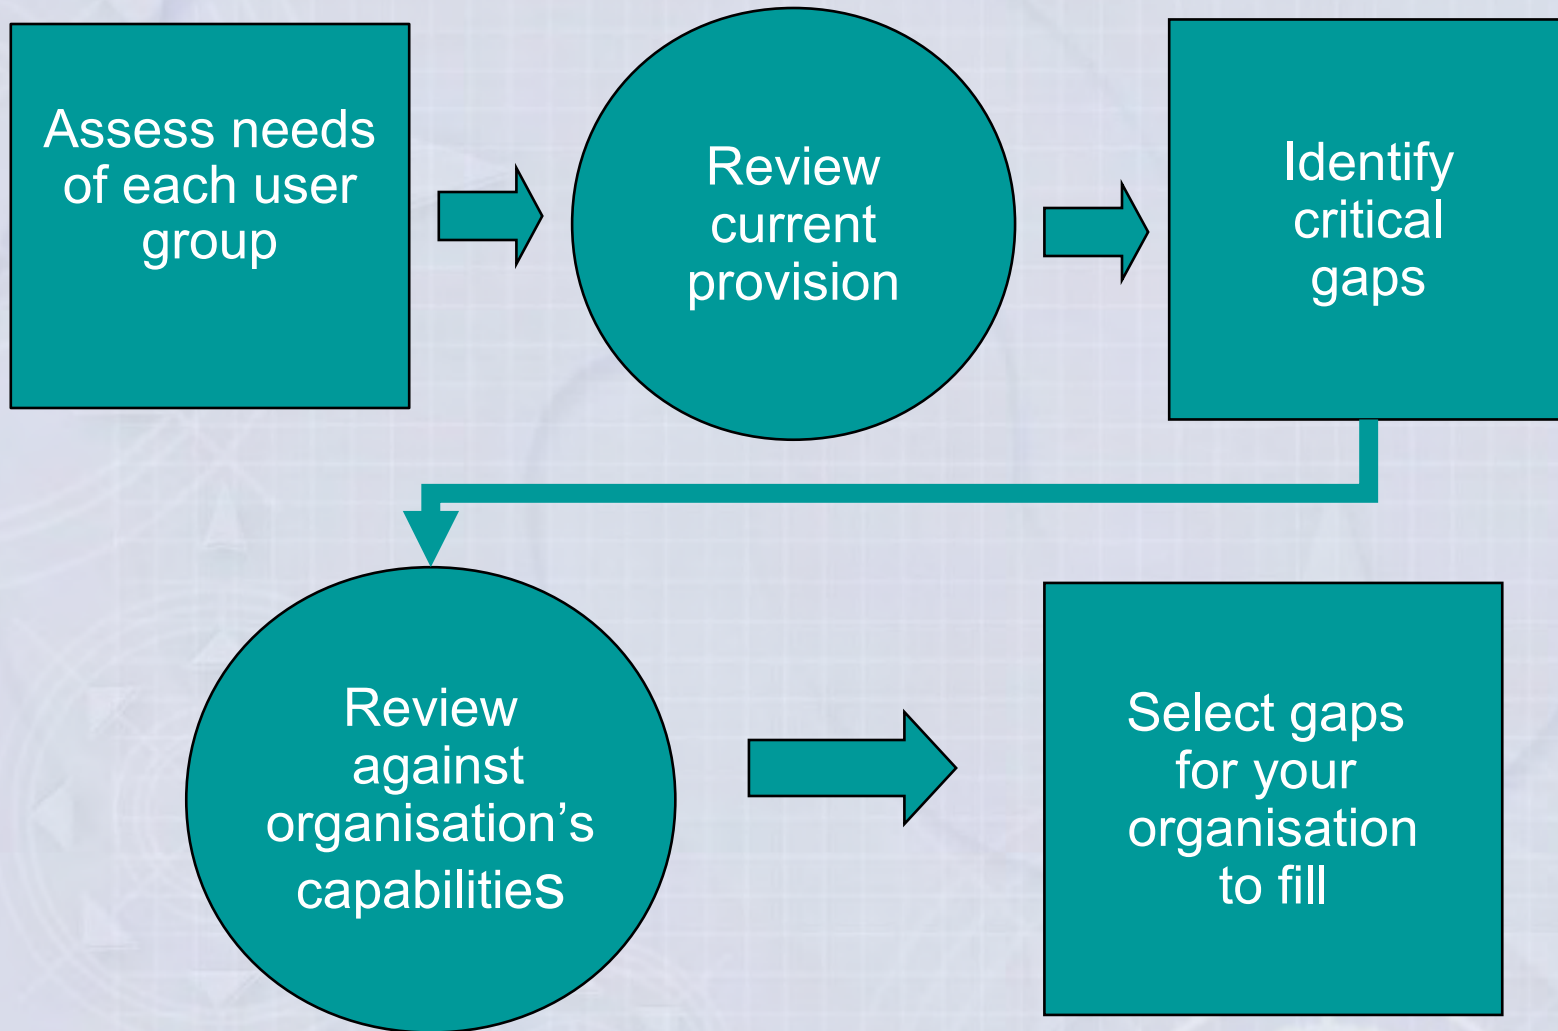 Assess needs
of each user
group
Review
current
provision
Identify
critical
gaps
Review
against
organisation’s
capabilities
Select gaps
for your
organisation
to fill